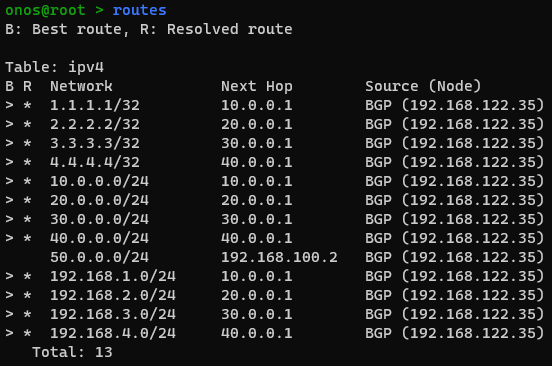 onos@root > routes
B: Best route, R: Resolved route

Table: ipv4
B R  Network            Next Hop        Source (Node)
> *  1.1.1.1/32         10.0.0.1        BGP (192.168.122.35)
> *  2.2.2.2/32         20.0.0.1        BGP (192.168.122.35)
> *  3.3.3.3/32         30.0.0.1        BGP (192.168.122.35)
> *  4.4.4.4/32         40.0.0.1        BGP (192.168.122.35)
> *  10.0.0.0/24        10.0.0.1        BGP (192.168.122.35)
> *  20.0.0.0/24        20.0.0.1        BGP (192.168.122.35)
> *  30.0.0.0/24        30.0.0.1        BGP (192.168.122.35)
> *  40.0.0.0/24        40.0.0.1        BGP (192.168.122.35)
     50.0.0.0/24        192.168.100.2   BGP (192.168.122.35)
> *  192.168.1.0/24     10.0.0.1        BGP (192.168.122.35)
> *  192.168.2.0/24     20.0.0.1        BGP (192.168.122.35)
> *  192.168.3.0/24     30.0.0.1        BGP (192.168.122.35)
> *  192.168.4.0/24     40.0.0.1        BGP (192.168.122.35)
   Total: 13